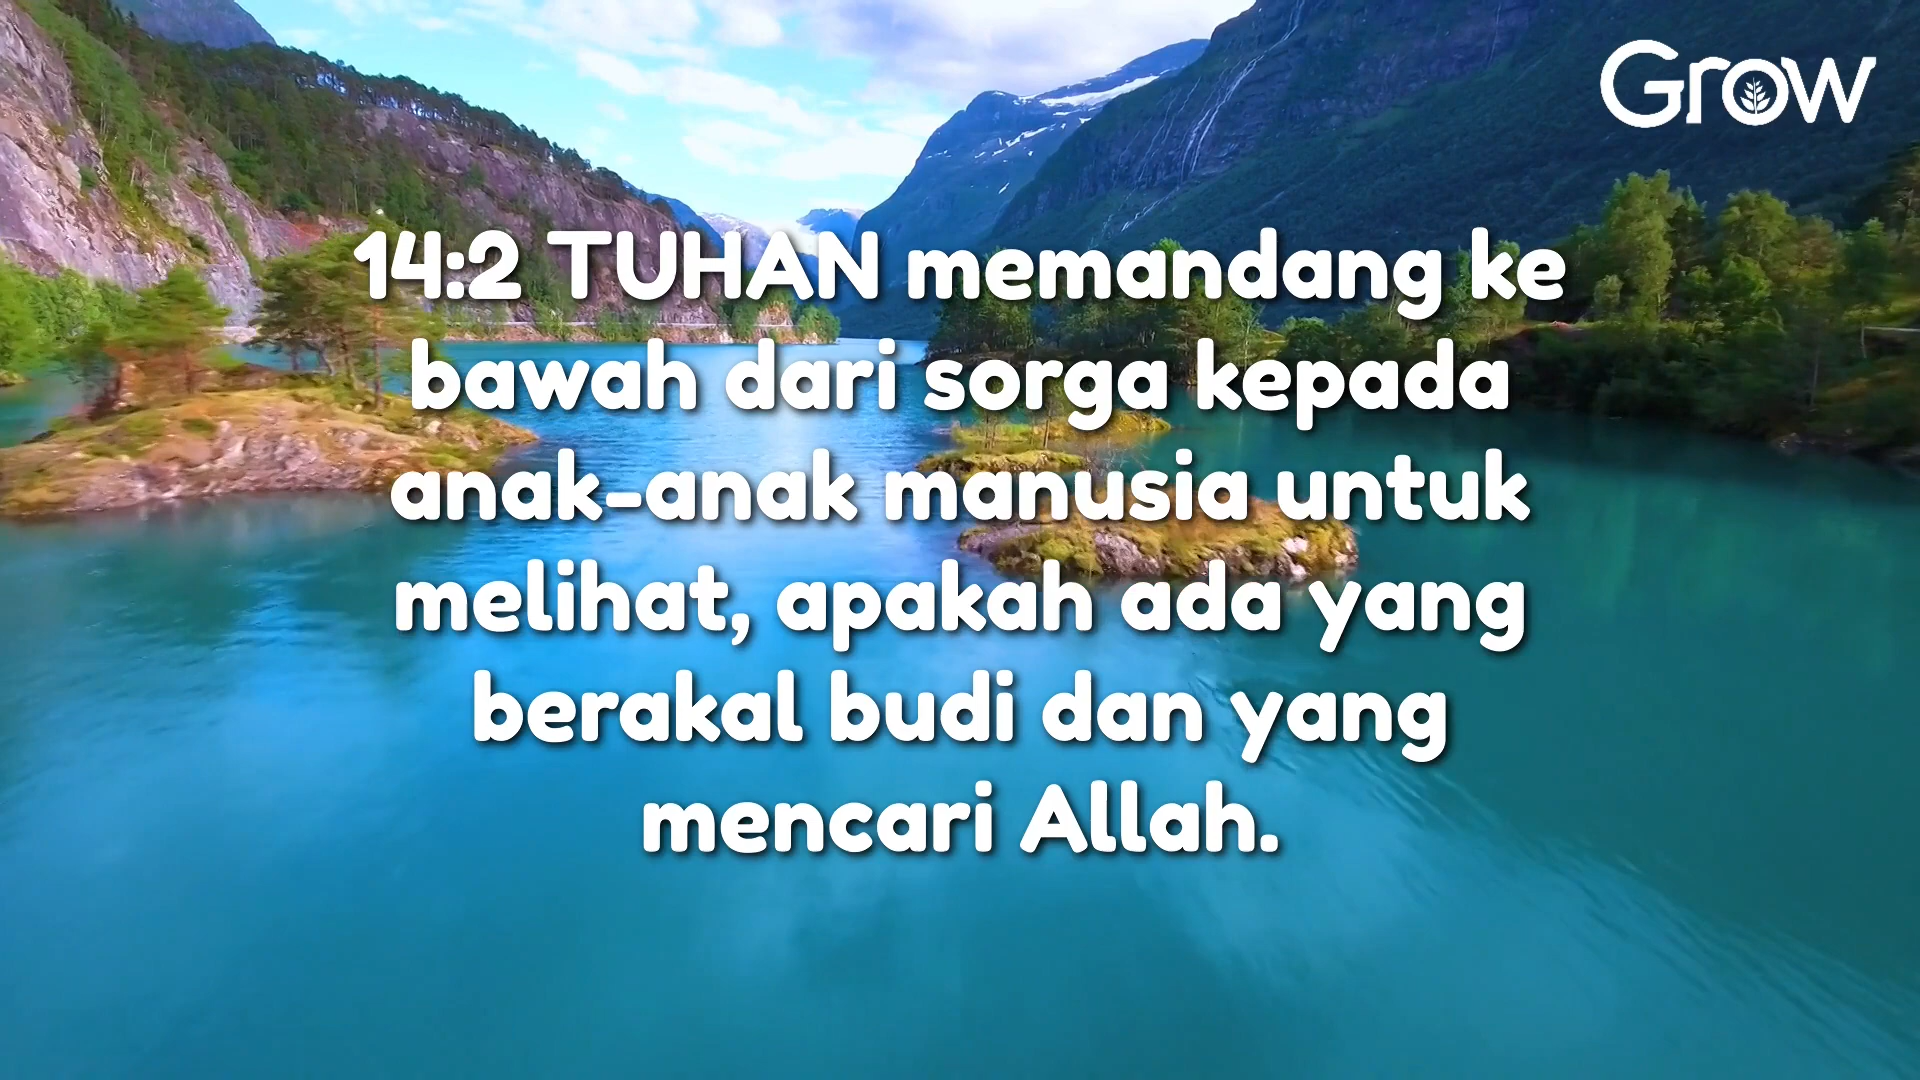 Grow
14:2 TUHAN memandang ke
bawah dari sorga kepada
anak-anak manusia untuk
melihat, apakah ada yang
berakal budi dan yang
mencari Allah.